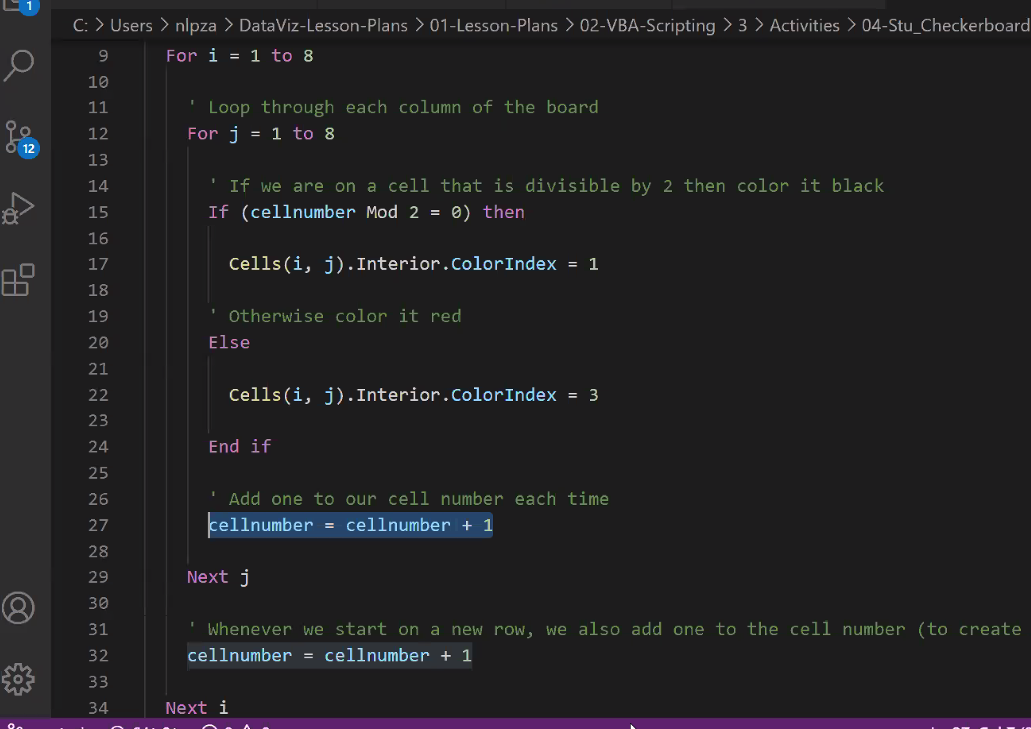 1
C: > Users > nlpza > DataViz-Lesson-Plans > 01-Lesson-Plans > 02-VBA-Scripting > 3 > Activities > 04-Stu_Checkerboard
12
9 For i = 1 to 8
10
11 ' Loop through each column of the board
12 For j = 1 to 8
13
14 ' If we are on a cell that is divisible by 2 then color it black
15 If (cellnumber Mod 2 = 0) then
16
17 Cells(i, j).Interior.ColorIndex = 1
18
19 ' Otherwise color it red
20 Else
21
22 Cells(i, j).Interior.ColorIndex = 3
23
24 End if
25
26 ' Add one to our cell number each time
27 cellnumber = cellnumber + 1
28
29 Next j
30
31 ' Whenever we start on a new row, we also add one to the cell number (to create
32 cellnumber = cellnumber + 1
33
34 Next i